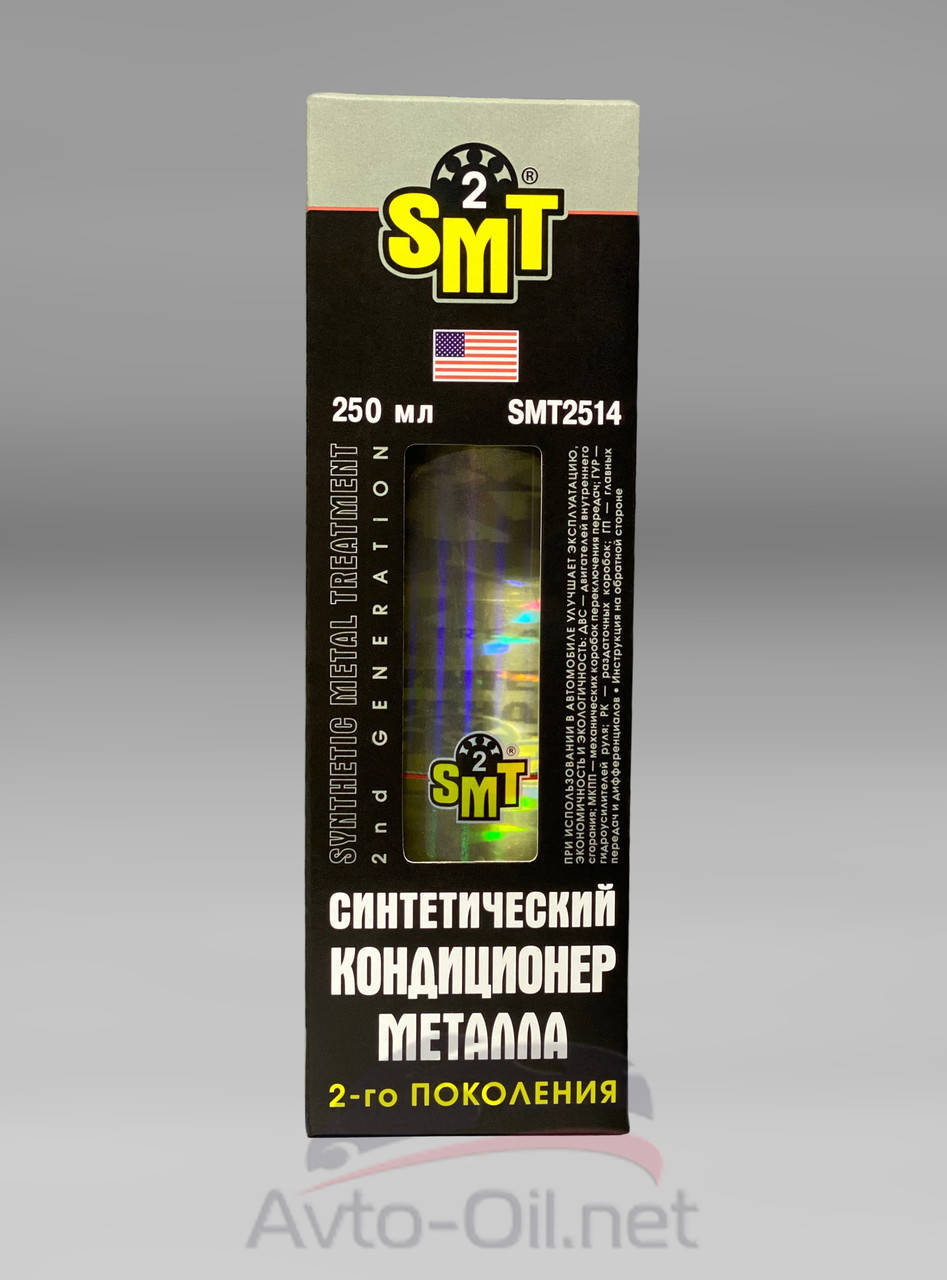 2
SMT®
250 мл
SMT2514
SYNTHETIC METAL TREATMENT
2nd GENERATION
2
SMT®
ПРИ ИСПОЛЬЗОВАНИИ В АВТОМОБИЛЕ УЛУЧШАЕТ ЭКСПЛУАТАЦИЮ,
ЭКОНОМИЧНОСТЬ И ЭКОЛОГИЧНОСТЬ: ДВС — двигателей внутреннего
сгорания; МКПП — механических коробок переключения передач; ГУР —
гидроусилителей руля; РК — раздаточных коробок; ГП — главных
передач и дифференциалов • Инструкция на обратной стороне
СИНТЕТИЧЕСКИЙ
КОНДИЦИОНЕР
МЕТАЛЛА
2-го ПОКОЛЕНИЯ
Avto-Oil.net